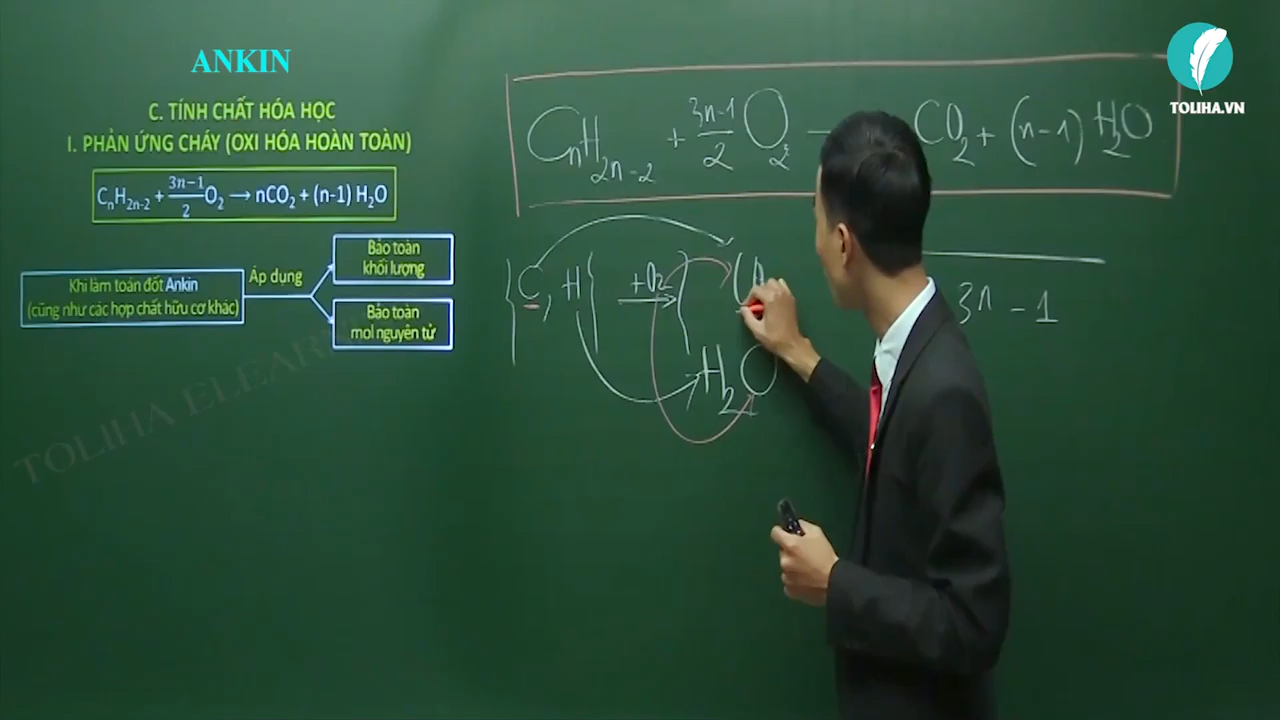 ANKIN
C. TÍNH CHẤT HÓA HỌC
I. PHẢN ỨNG CHÁY (OXI HÓA HOÀN TOÀN)
CₙH₂ₙ₋₂ + (3n−1)/2 O₂ → nCO₂ + (n-1) H₂O
Khi làm toán đốt Ankin
(cũng như các hợp chất hữu cơ khác)
Áp dụng
Bảo toàn
khối lượng
Bảo toàn
mol nguyên tử
TOLIHA.VN
CₙH₂ₙ₋₂ + (3n-1)/2 O₂ CO₂ + (n-1) H₂O
C, H +O₂
H₂O
3n - 1
TOLIHA ELEAR